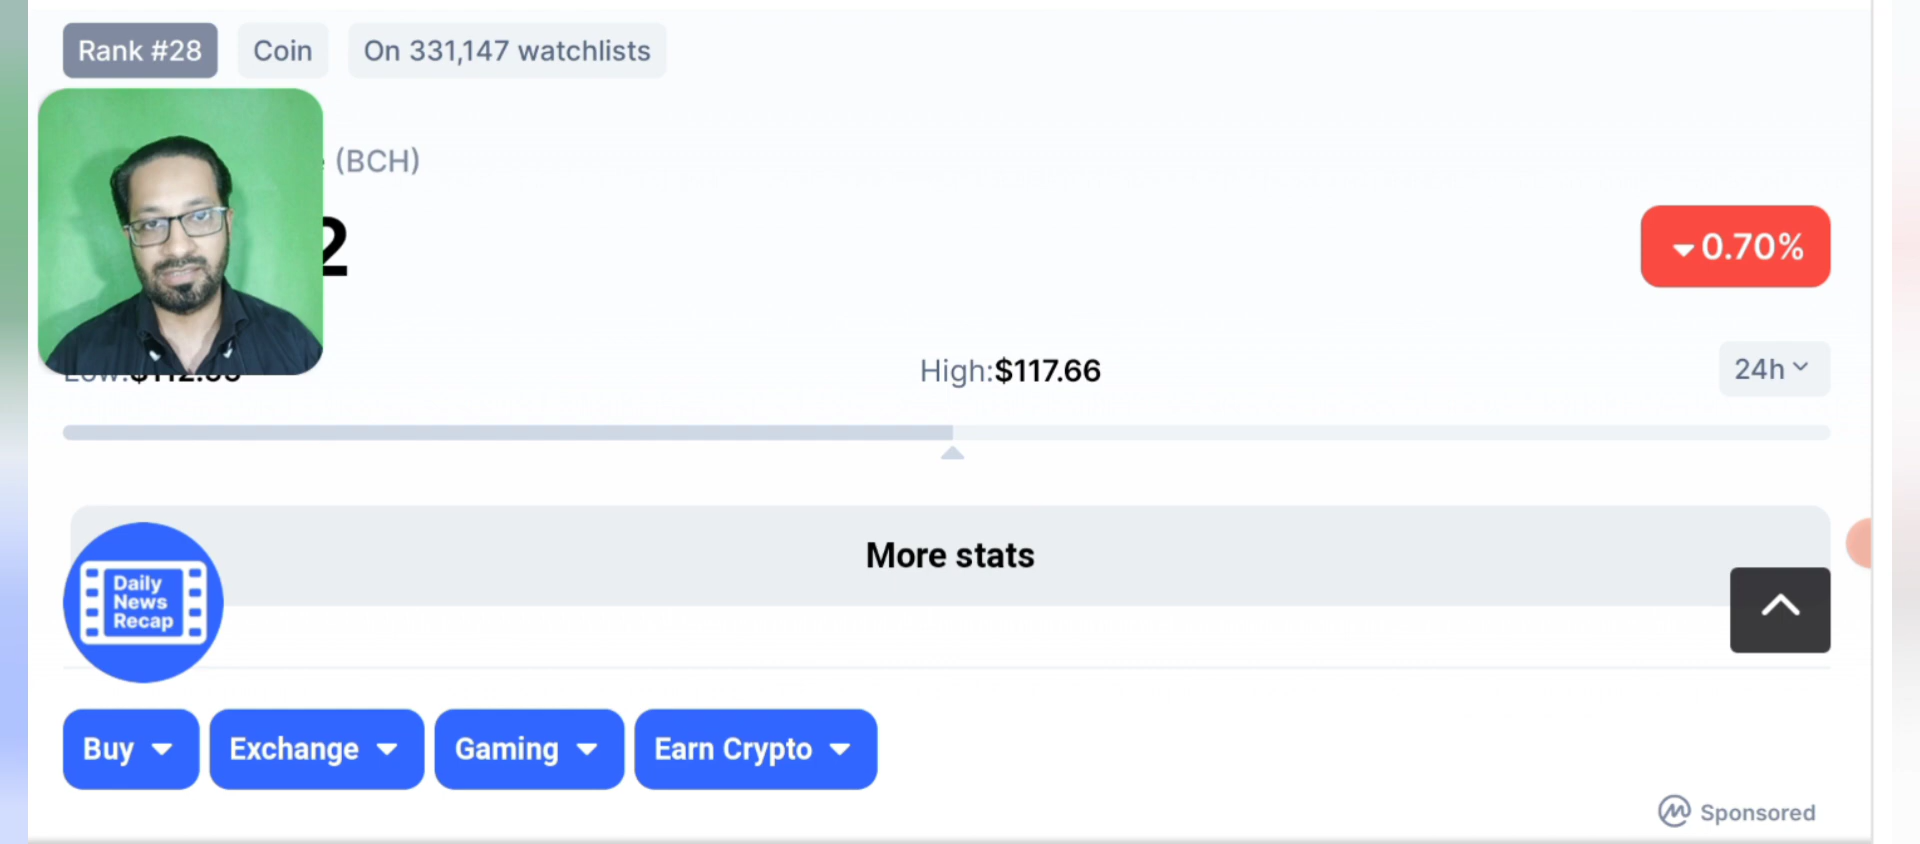 Rank #28 Coin On 331,147 watchlists
(BCH)
2
0.70%
High:$117.66 24h
More stats
Daily
News
Recap
Buy Exchange Gaming Earn Crypto
Sponsored